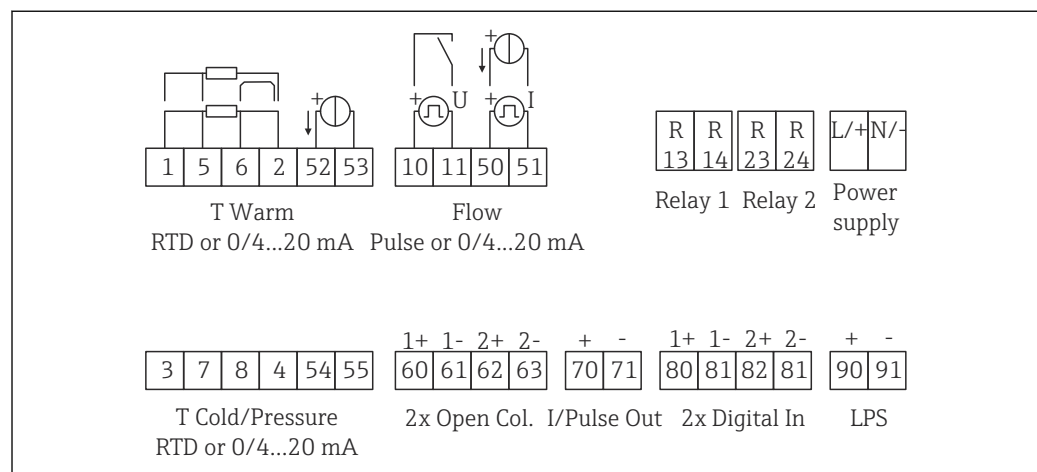 + + +
+ + U + I
1 5 6 2 52 53 10 11 50 51
R R R R L/+ N/-
13 14 23 24
T Warm Flow Relay 1 Relay 2 Power
supply
RTD or 0/4...20 mA Pulse or 0/4...20 mA
1+ 1- 2+ 2- + - 1+ 1- 2+ 2- + -
3 7 8 4 54 55 60 61 62 63 70 71 80 81 82 81 90 91
T Cold/Pressure 2x Open Col. I/Pulse Out 2x Digital In LPS
RTD or 0/4...20 mA